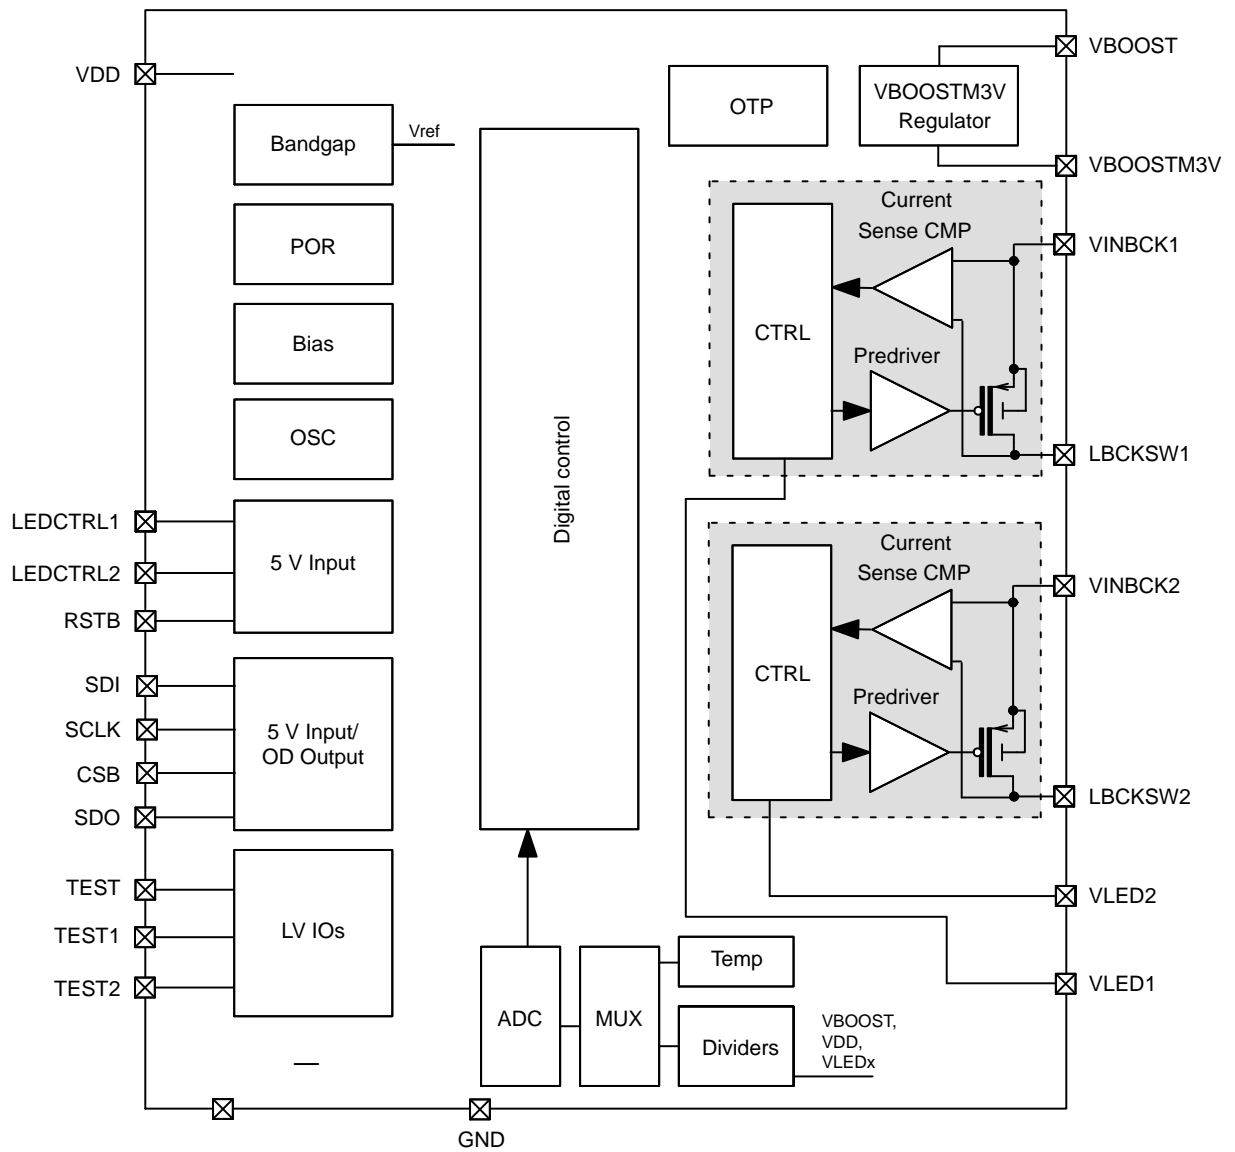 VBOOST
VDD
OTP
VBOOSTM3V
Regulator
Bandgap
Vref
VBOOSTM3V
Current
Sense CMP
VINBCK1
POR
CTRL
Bias
Predriver
OSC
LBCKSW1
Digital control
LEDCTRL1
LEDCTRL2
RSTB
5 V Input
Current
Sense CMP
VINBCK2
CTRL
Predriver
SDI
SCLK
CSB
SDO
5 V Input/
OD Output
LBCKSW2
TEST
TEST1
TEST2
LV IOs
VLED2
VLED1
ADC
MUX
Temp
Dividers
VBOOST,
VDD,
VLEDx
GND